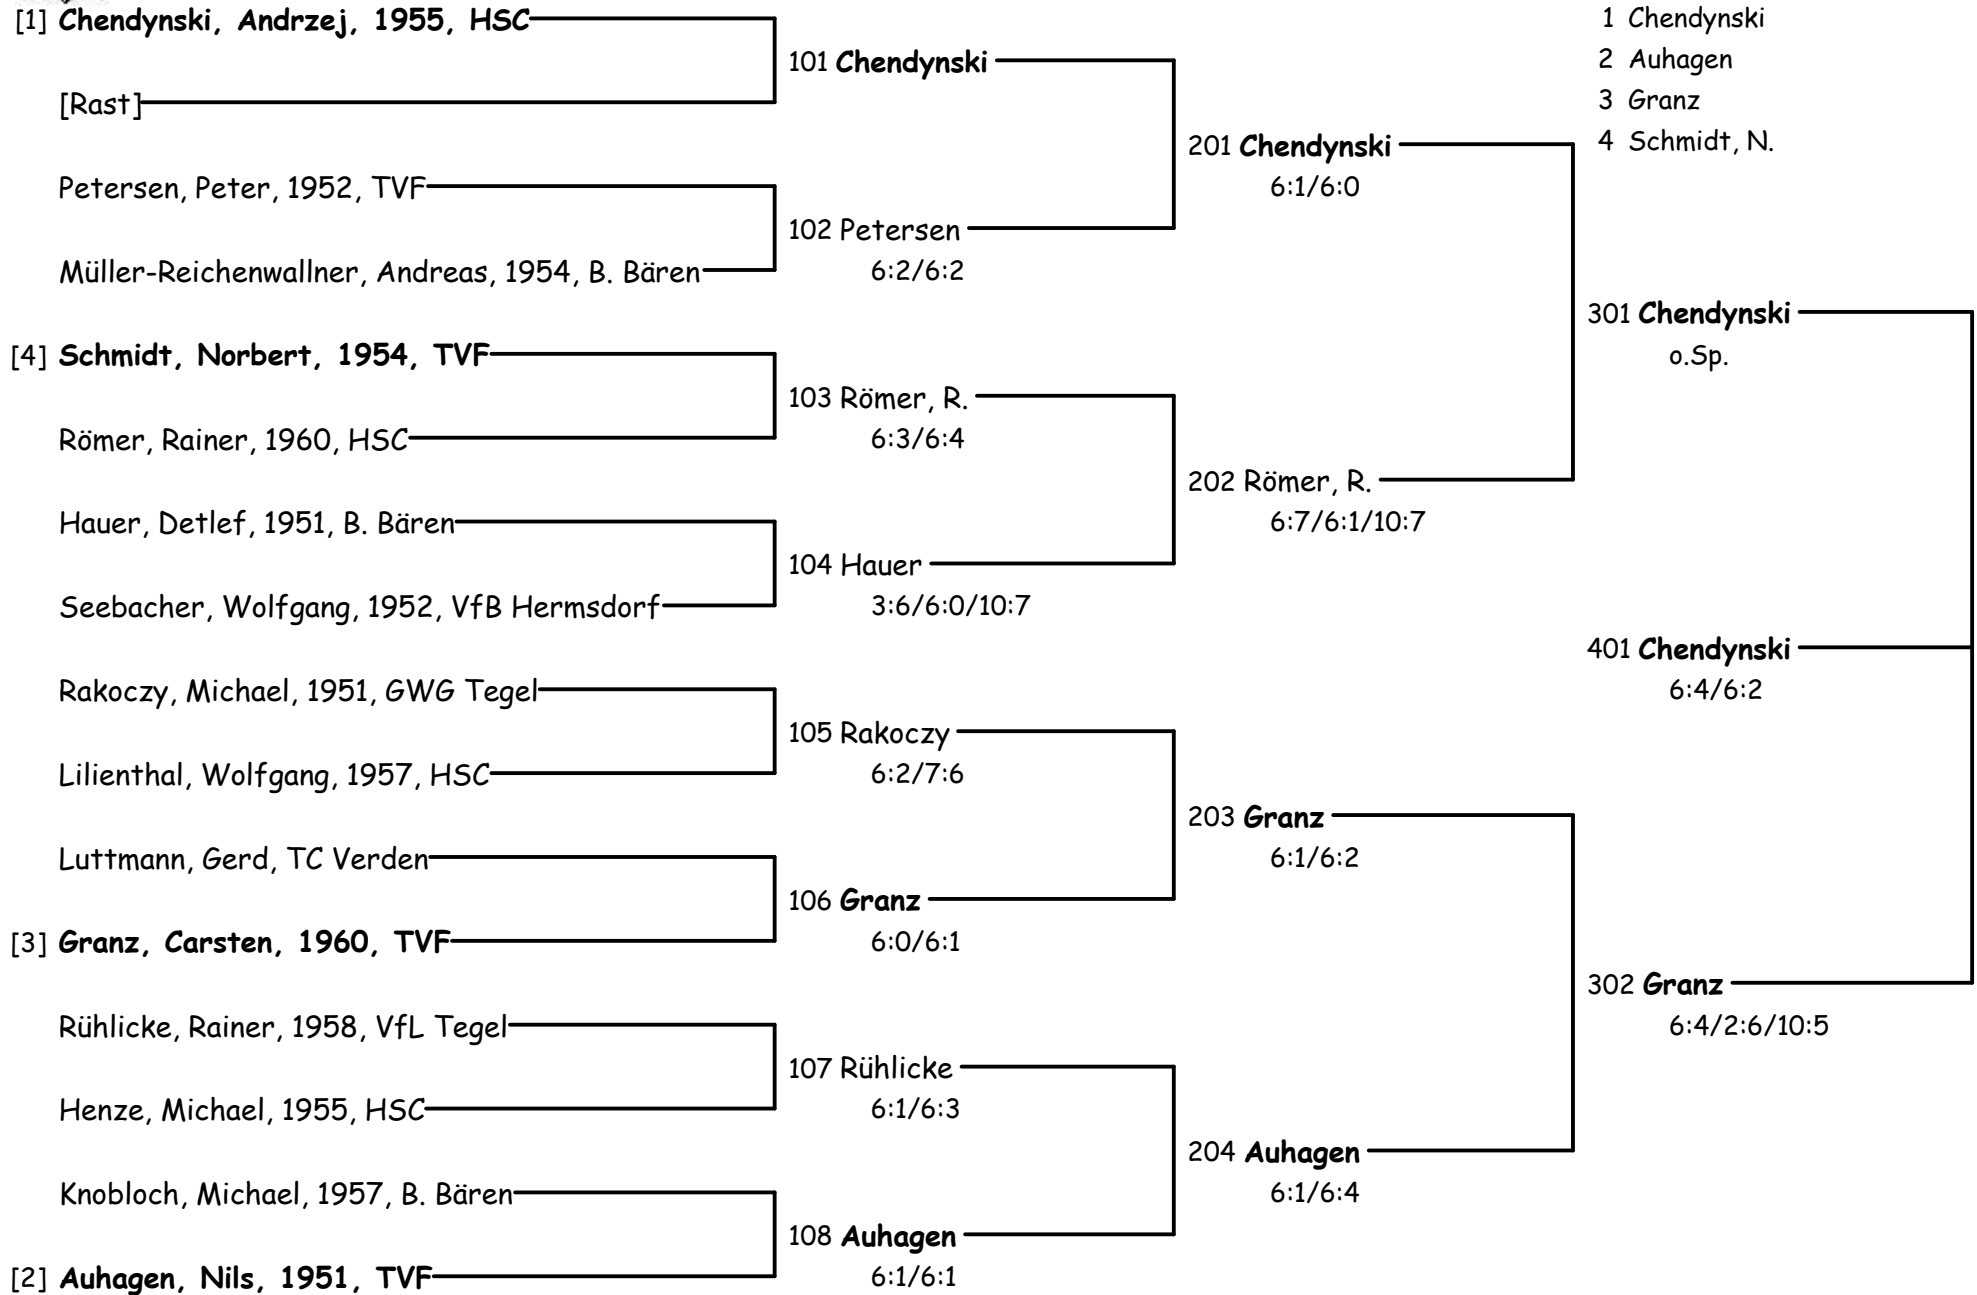 [1] Chendynski, Andrzej, 1955, HSC
[Rast]
Petersen, Peter, 1952, TVF
Müller-Reichenwallner, Andreas, 1954, B. Bären
[4] Schmidt, Norbert, 1954, TVF
Römer, Rainer, 1960, HSC
Hauer, Detlef, 1951, B. Bären
Seebacher, Wolfgang, 1952, VfB Hermsdorf
Rakoczy, Michael, 1951, GWG Tegel
Lilienthal, Wolfgang, 1957, HSC
Luttmann, Gerd, TC Verden
[3] Granz, Carsten, 1960, TVF
Rühlicke, Rainer, 1958, VfL Tegel
Henze, Michael, 1955, HSC
Knobloch, Michael, 1957, B. Bären
[2] Auhagen, Nils, 1951, TVF
101 Chendynski
102 Petersen
6:2/6:2
103 Römer, R.
6:3/6:4
104 Hauer
3:6/6:0/10:7
105 Rakoczy
6:2/7:6
106 Granz
6:0/6:1
107 Rühlicke
6:1/6:3
108 Auhagen
6:1/6:1
201 Chendynski
6:1/6:0
202 Römer, R.
6:7/6:1/10:7
203 Granz
6:1/6:2
204 Auhagen
6:1/6:4
1 Chendynski
2 Auhagen
3 Granz
4 Schmidt, N.
301 Chendynski
o.Sp.
401 Chendynski
6:4/6:2
302 Granz
6:4/2:6/10:5